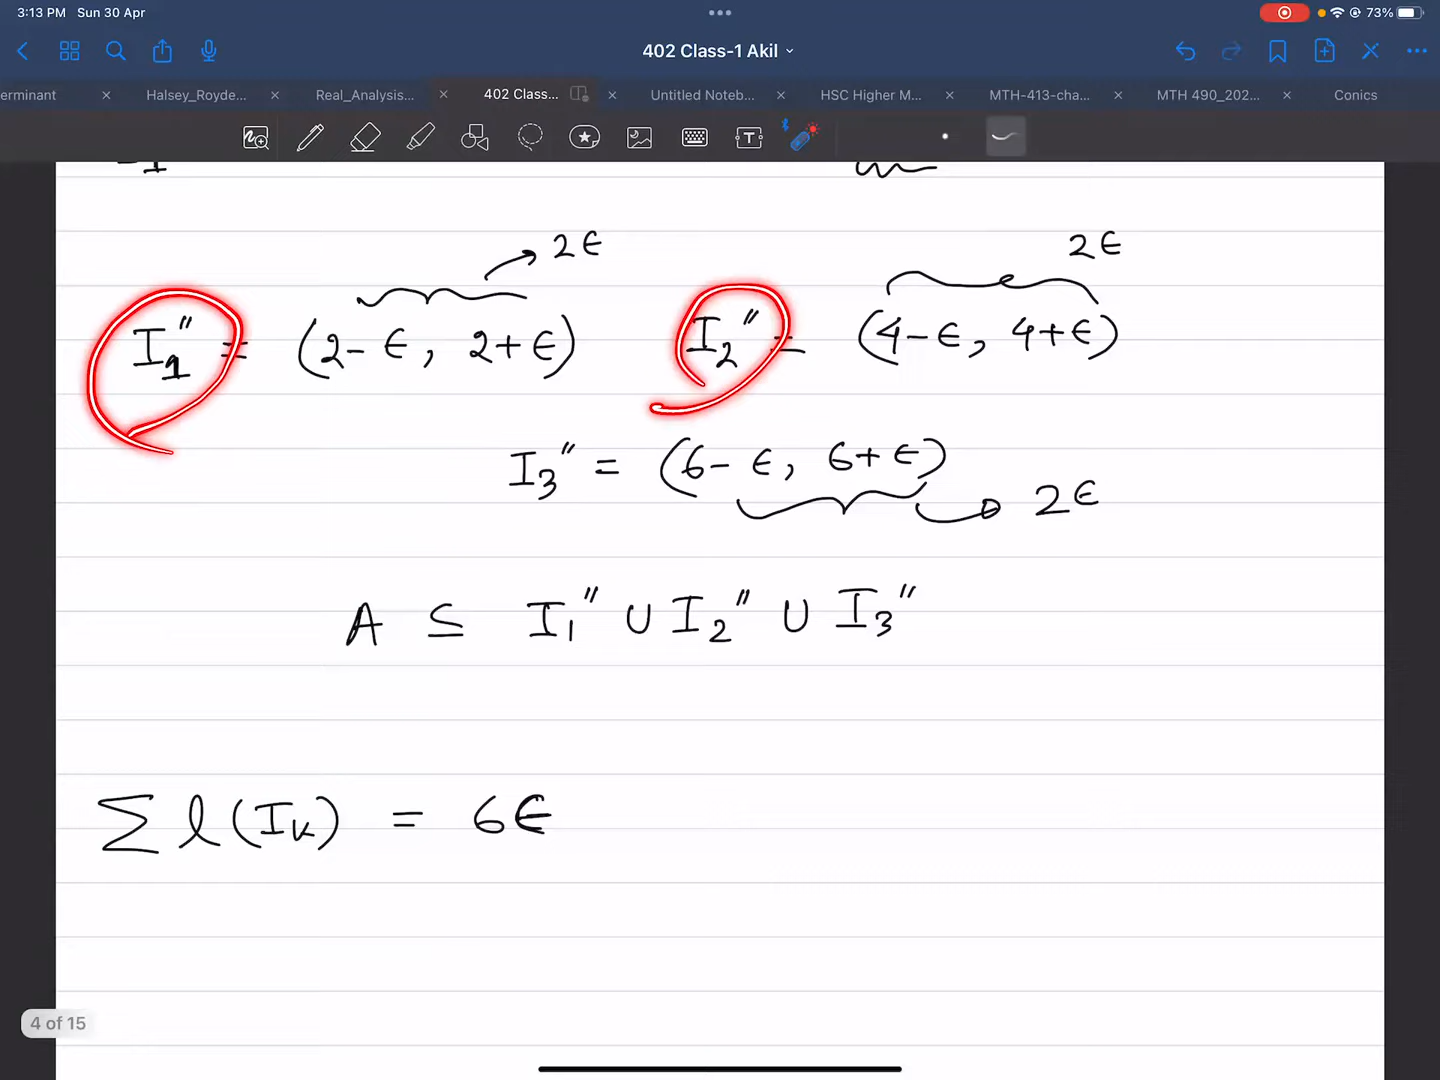 3:13 PM Sun 30 Apr 73%
402 Class-1 Akil
erminant Halsey_Royde... Real_Analysis... 402 Class... Untitled Noteb... HSC Higher M... MTH-413-cha... MTH 490_202... Conics
2ϵ 2ϵ
I₁″ = (2-ϵ, 2+ϵ) I₂″ = (4-ϵ, 4+ϵ)
I₃″ = (6-ϵ, 6+ϵ)
2ϵ
A ⊆ I₁″ ∪ I₂″ ∪ I₃″
∑ l(Iₖ) = 6ϵ
4 of 15